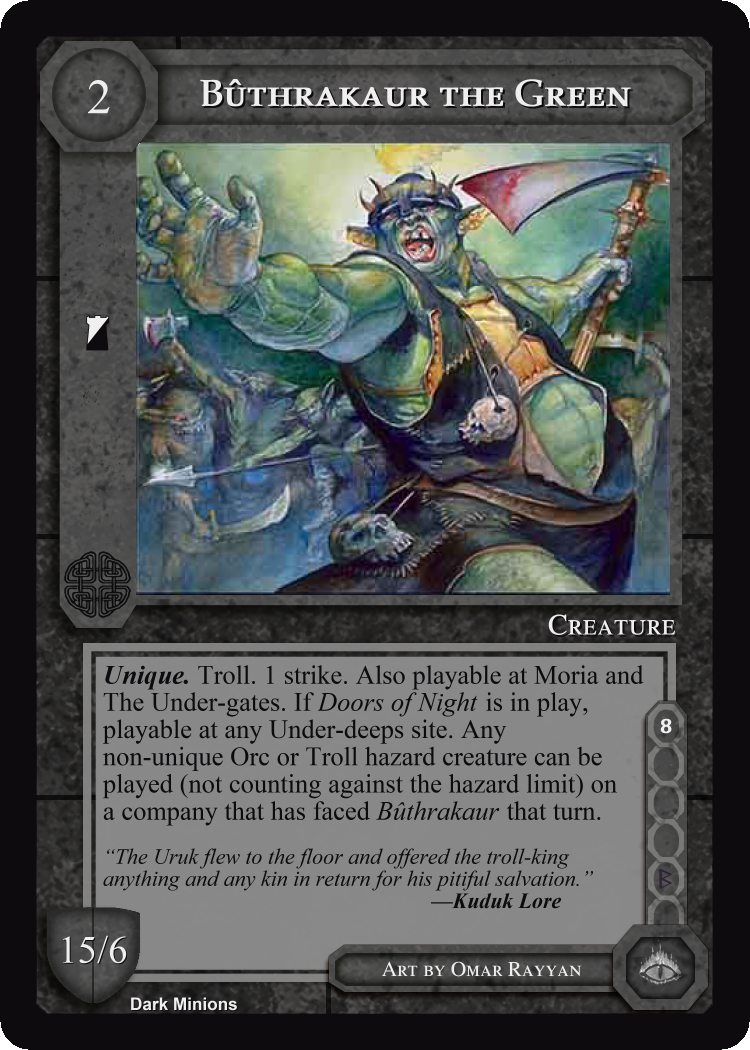 2
Bûthrakaur the Green
Creature
Unique. Troll. 1 strike. Also playable at Moria and
The Under-gates. If Doors of Night is in play,
playable at any Under-deeps site. Any
non-unique Orc or Troll hazard creature can be
played (not counting against the hazard limit) on
a company that has faced Bûthrakaur that turn.
8
“The Uruk flew to the floor and offered the troll-king
anything and any kin in return for his pitiful salvation.”
—Kuduk Lore
15/6
Art by Omar Rayyan
Dark Minions